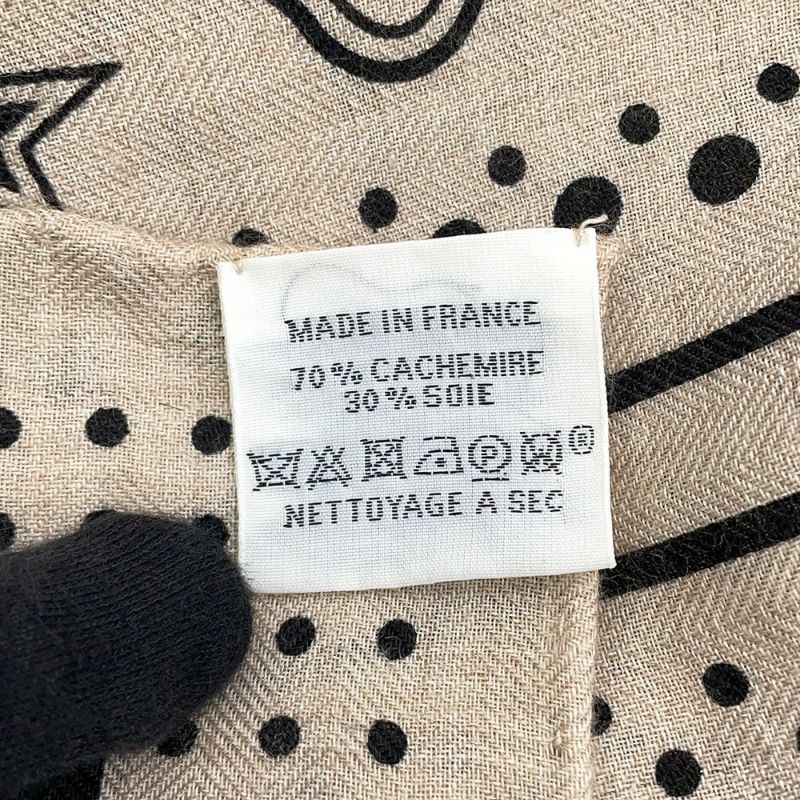 MADE IN FRANCE
70% CACHEMIRE
30% SOIE
P ®
NETTOYAGE A SEC